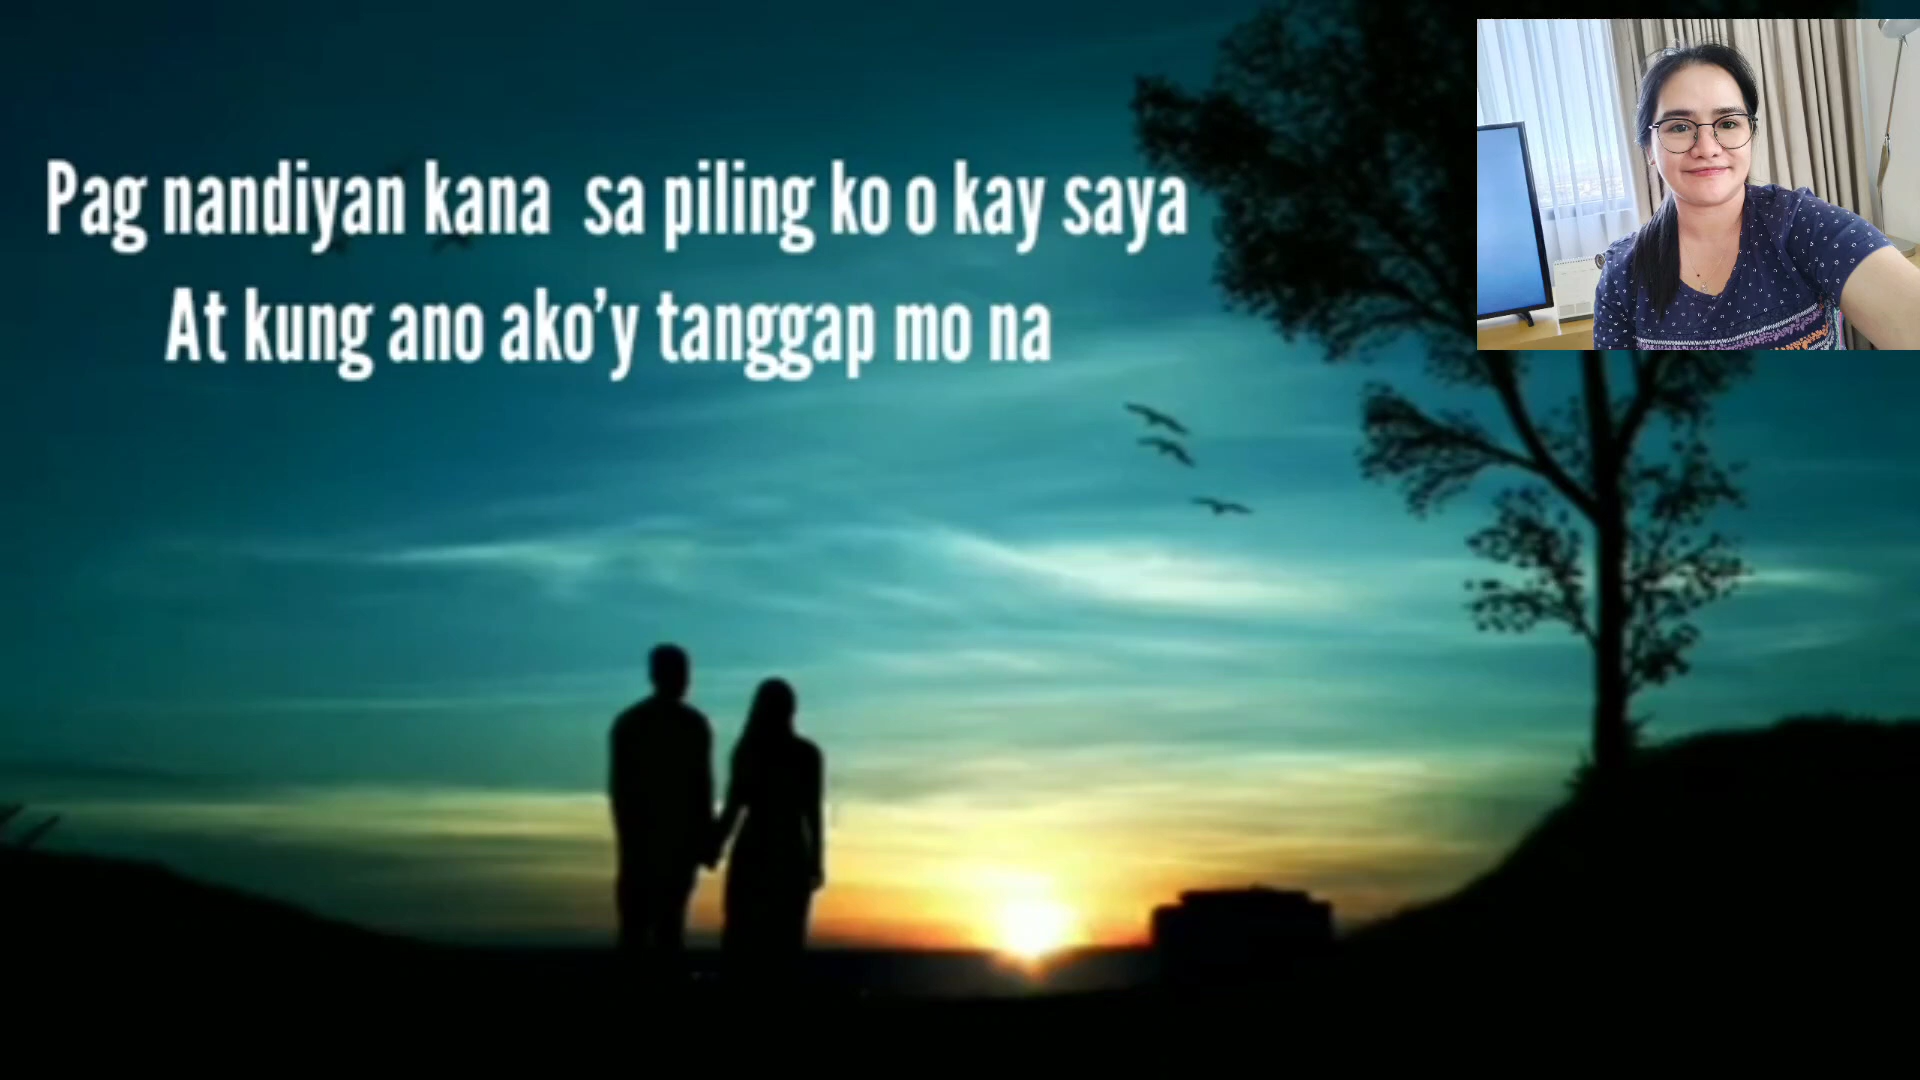 Pag nandiyan kana sa piling ko o kay saya
At kung ano ako’y tanggap mo na